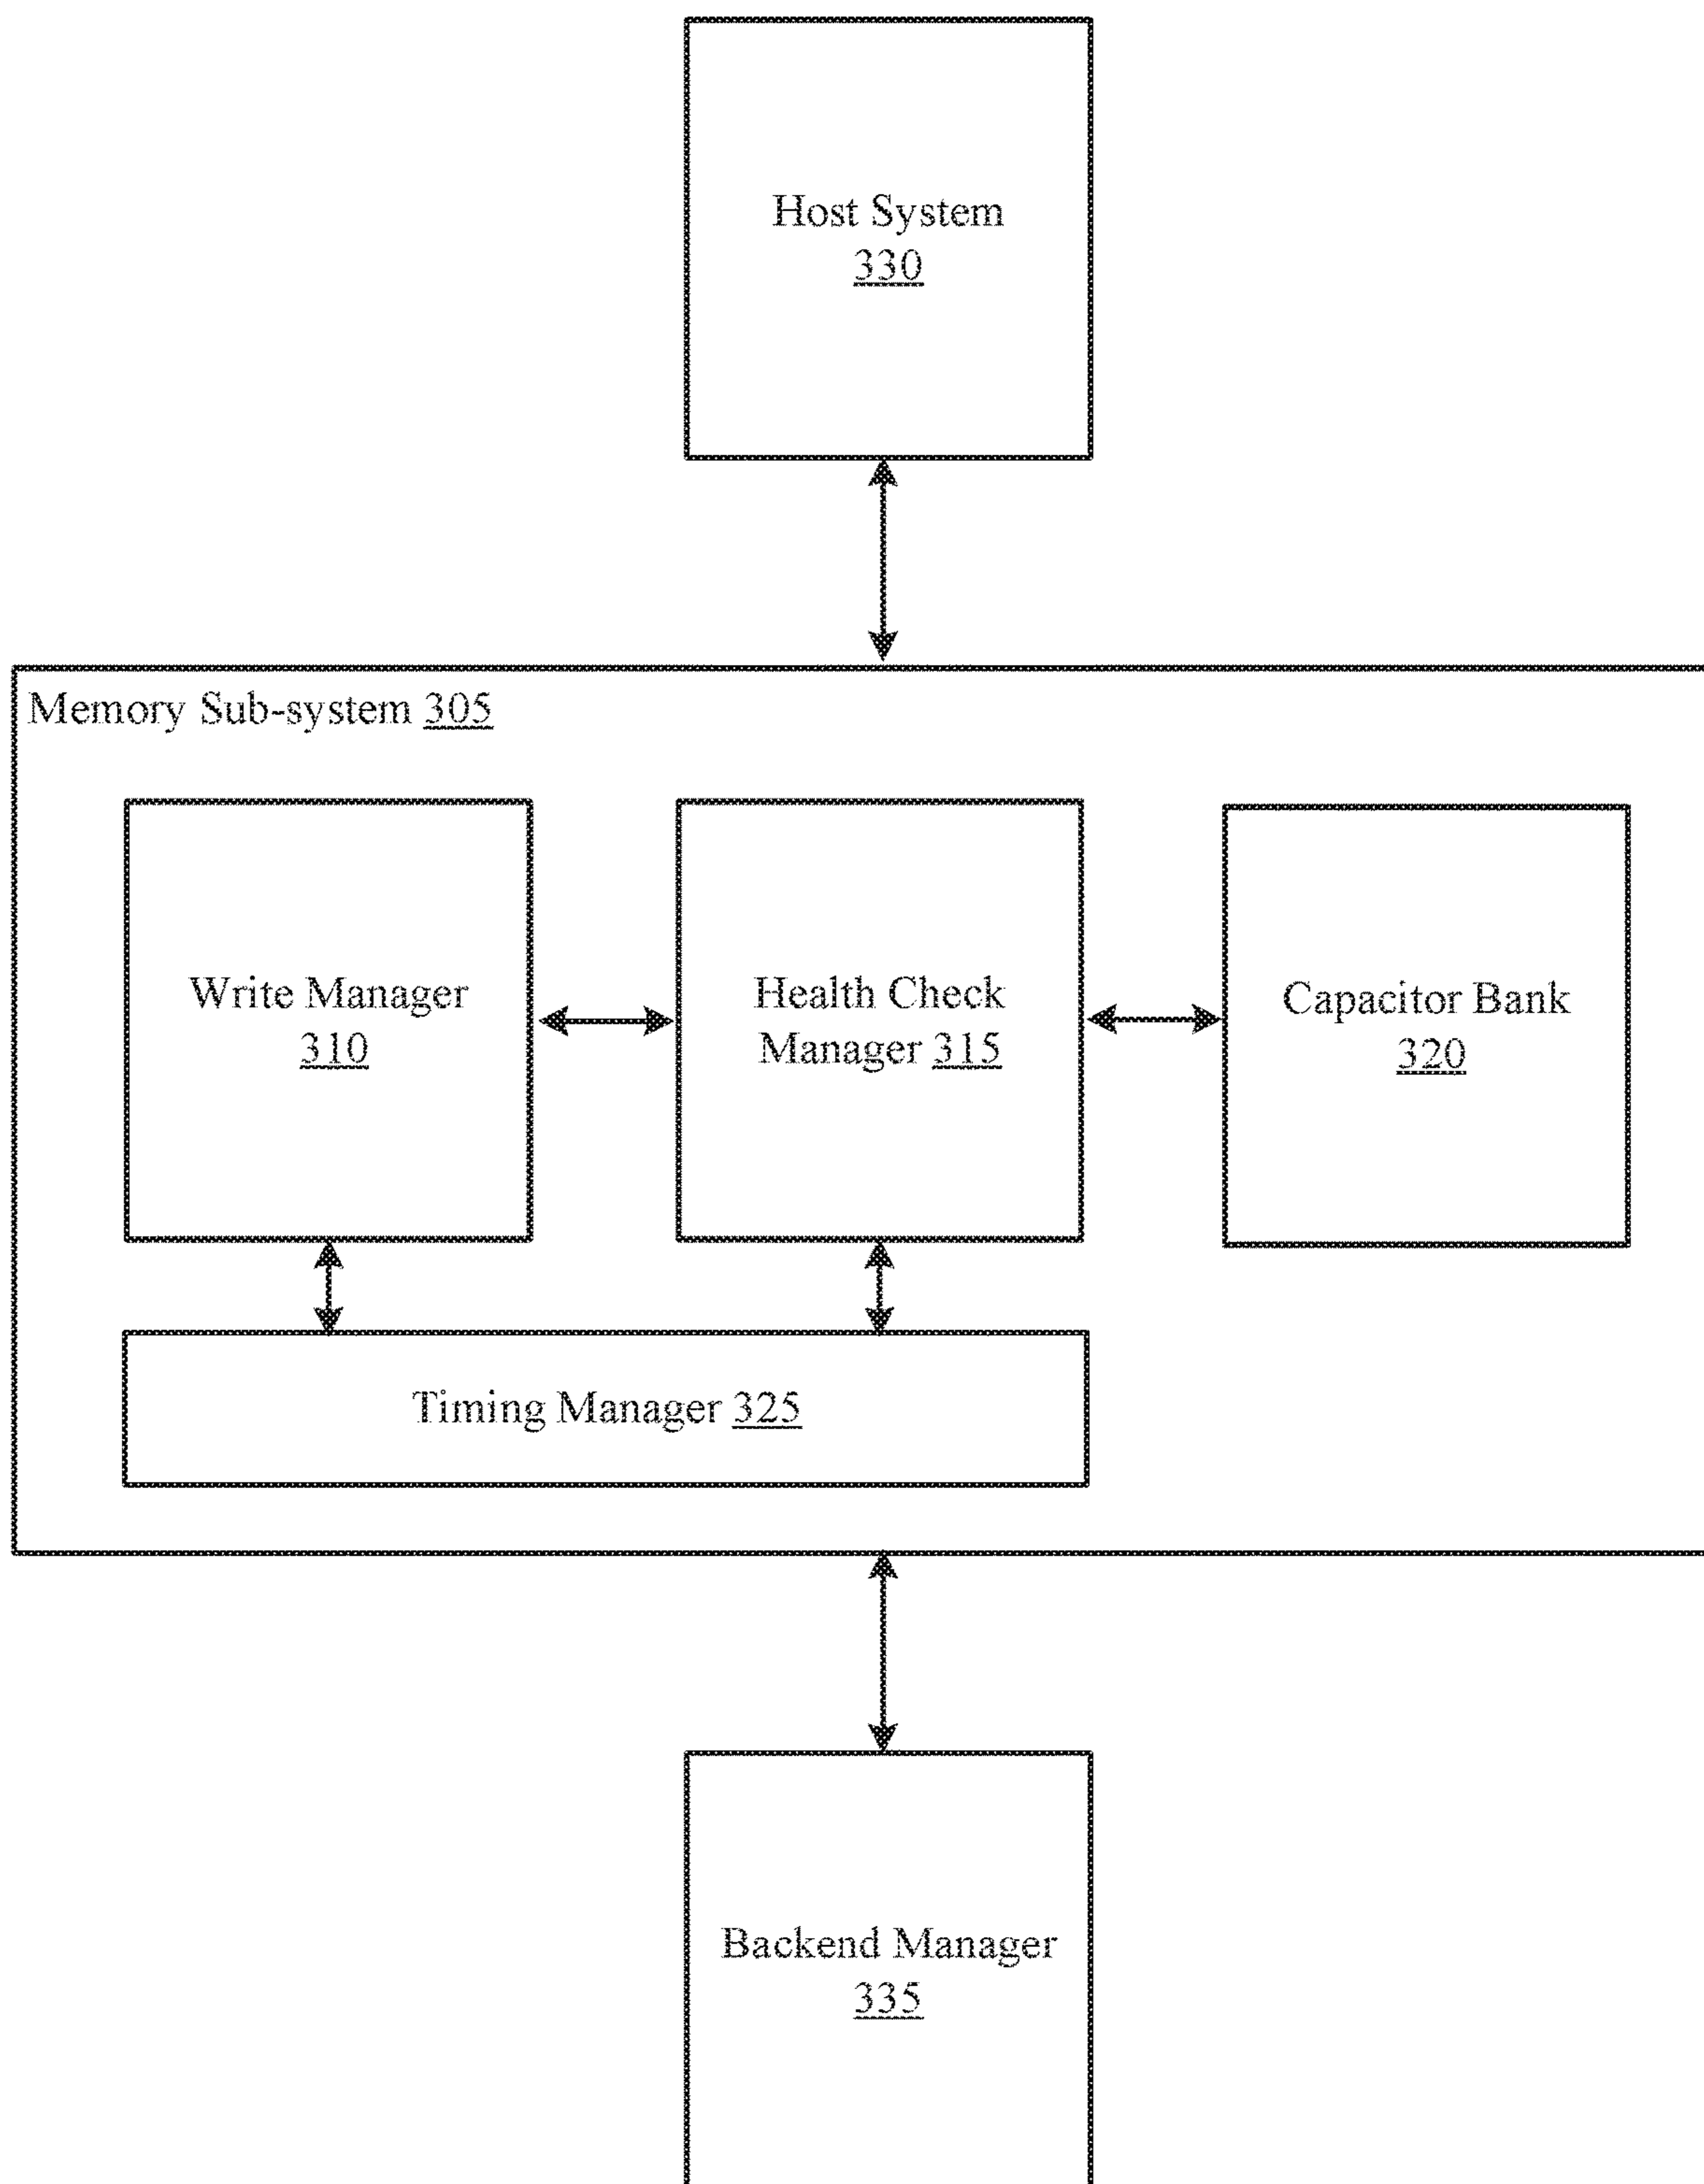 Host System
330
Memory Sub-system 305
Write Manager
310
Health Check
Manager 315
Capacitor Bank
320
Timing Manager 325
Backend Manager
335